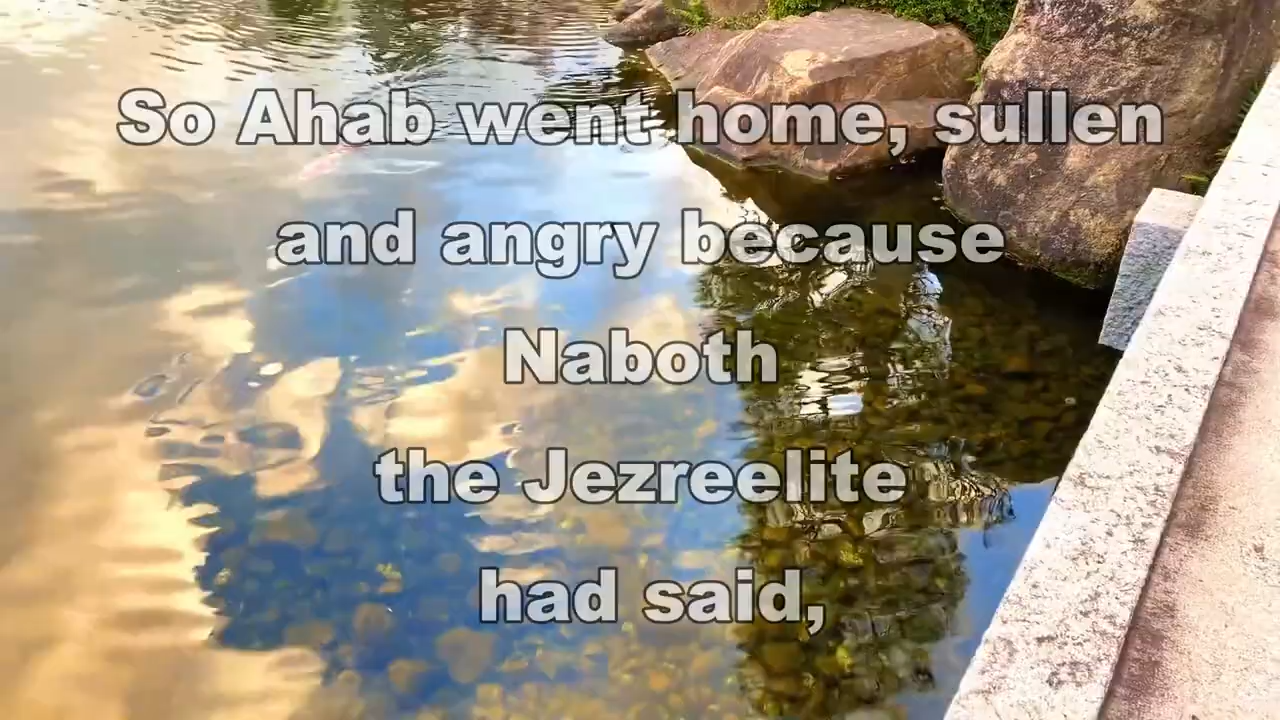 So Ahab went home, sullen
and angry because
Naboth
the Jezreelite
had said,